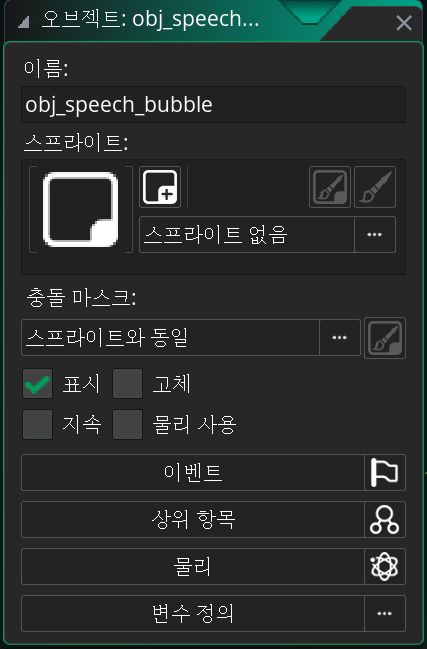 오브젝트: obj_speech...
이름:
obj_speech_bubble
스프라이트:
스프라이트 없음 ...
충돌 마스크:
스프라이트와 동일 ...
표시 고체
지속 물리 사용
이벤트
상위 항목
물리
변수 정의 ...